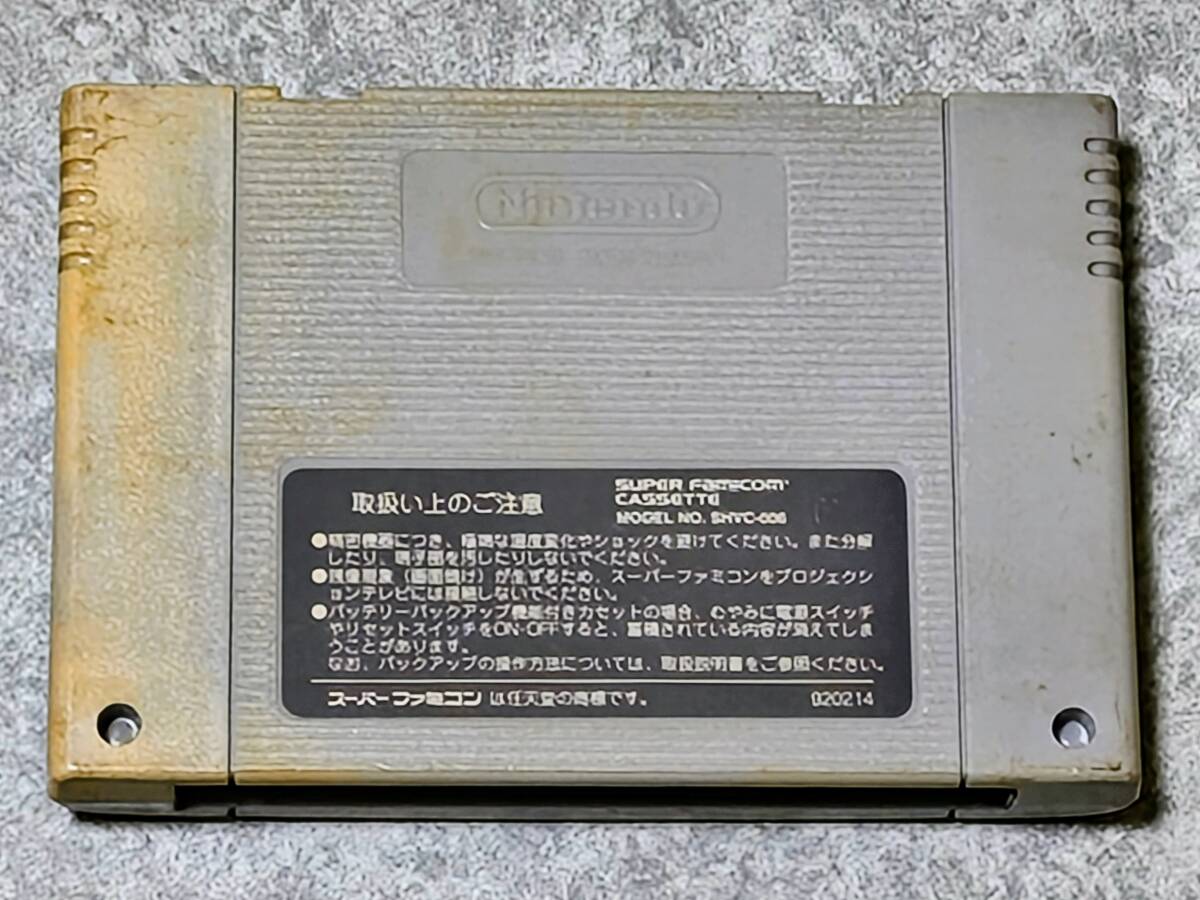 Nintendo
取扱い上のご注意
SUPER FAMICOM
CASSETTE
MODEL NO. SHVC-006
●精密機器につき、極端な温度変化やショックを避けてください。また分解
したり、端子部を汚したりしないでください。
●残像現象(画面焼け)が生ずるため、スーパーファミコンをプロジェクシ
ョンテレビには接続しないでください。
●バッテリーバックアップ機能付きカセットの場合、むやみに電源スイッチ
やリセットスイッチをON-OFFすると、蓄積されている内容が消えてしま
うことがあります。
なお、バックアップの操作方法については、取扱説明書をご参照ください。
スーパーファミコンは任天堂の商標です。
020214